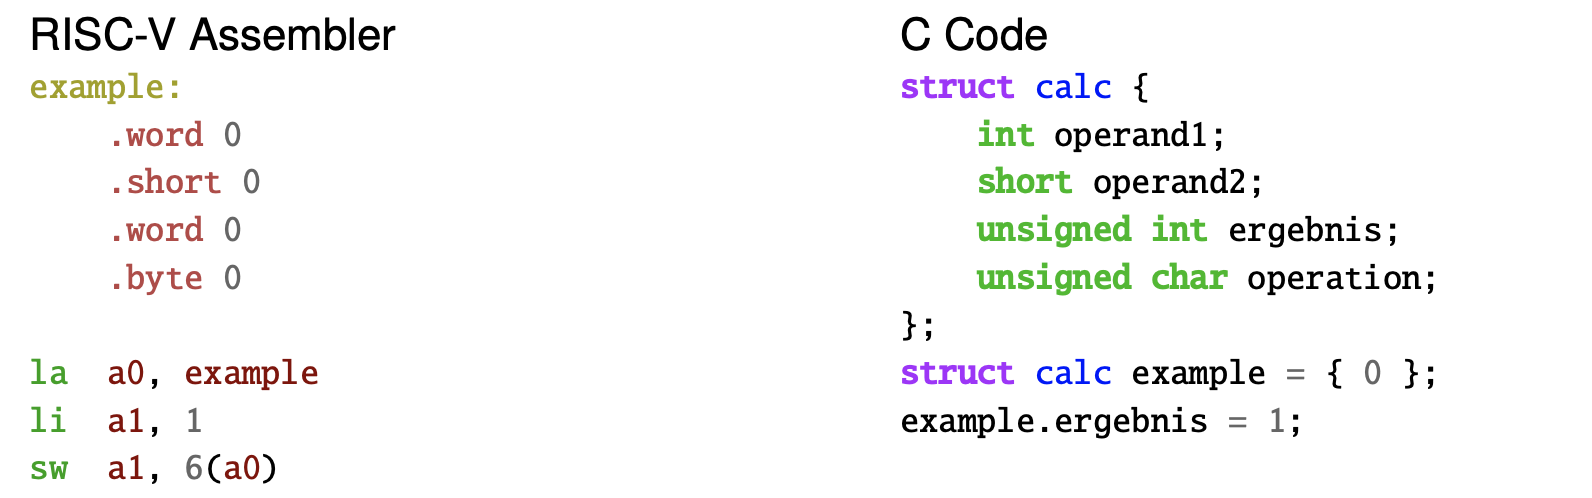 RISC-V Assembler
example:
    .word 0
    .short 0
    .word 0
    .byte 0
la  a0, example
li  a1, 1
sw  a1, 6(a0)
C Code
struct calc {
    int operand1;
    short operand2;
    unsigned int ergebnis;
    unsigned char operation;
};
struct calc example = { 0 };
example.ergebnis = 1;